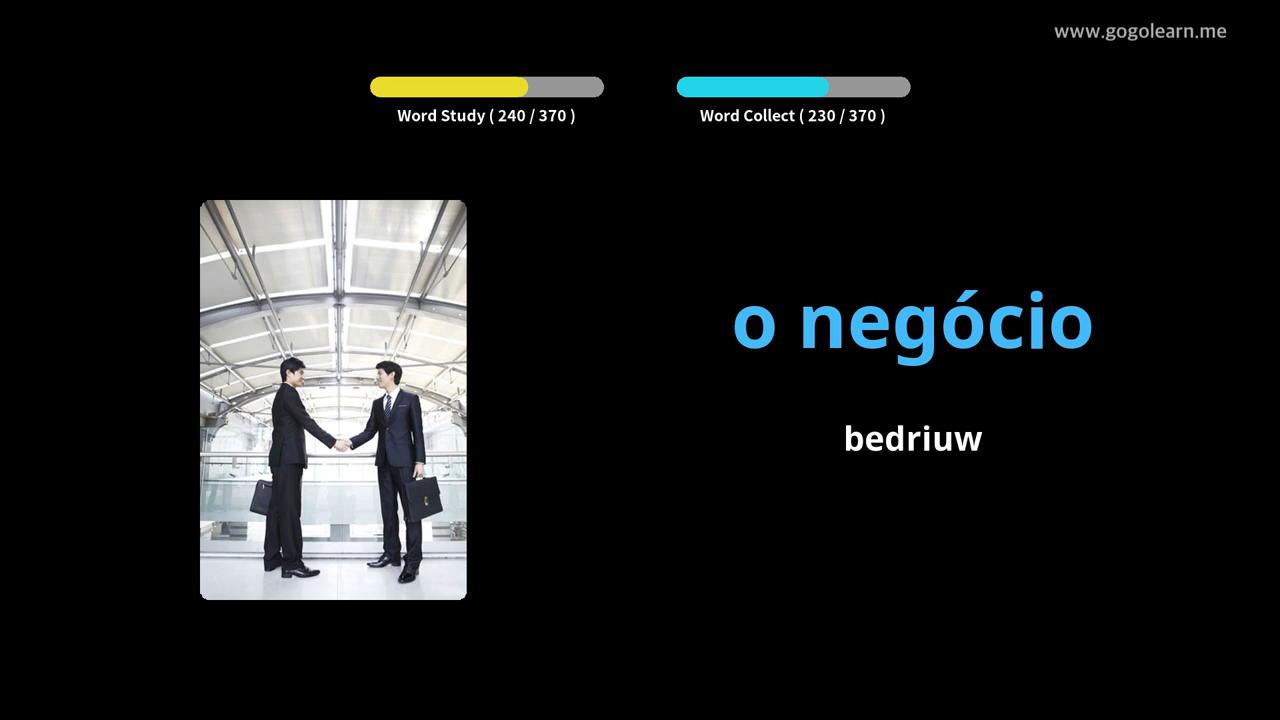 www.gogolearn.me
Word Study ( 240 / 370 )
Word Collect ( 230 / 370 )
o negócio
bedriuw